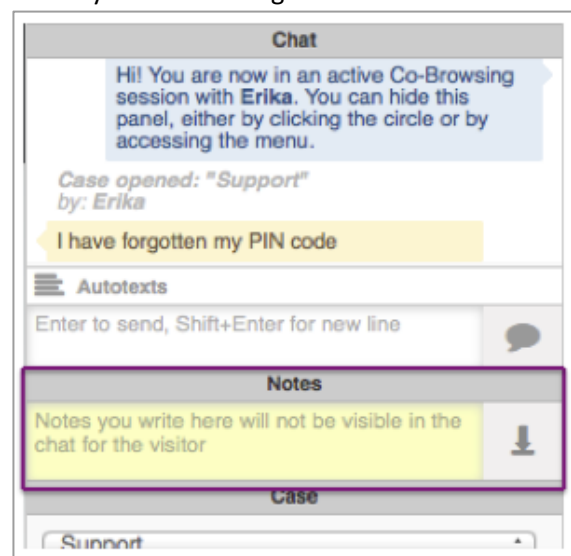 Chat
Hi! You are now in an active Co-Browsing
session with Erika. You can hide this
panel, either by clicking the circle or by
accessing the menu.
Case opened: "Support"
by: Erika
I have forgotten my PIN code
Autotexts
Enter to send, Shift+Enter for new line
Notes
Notes you write here will not be visible in the
chat for the visitor
Case
Support